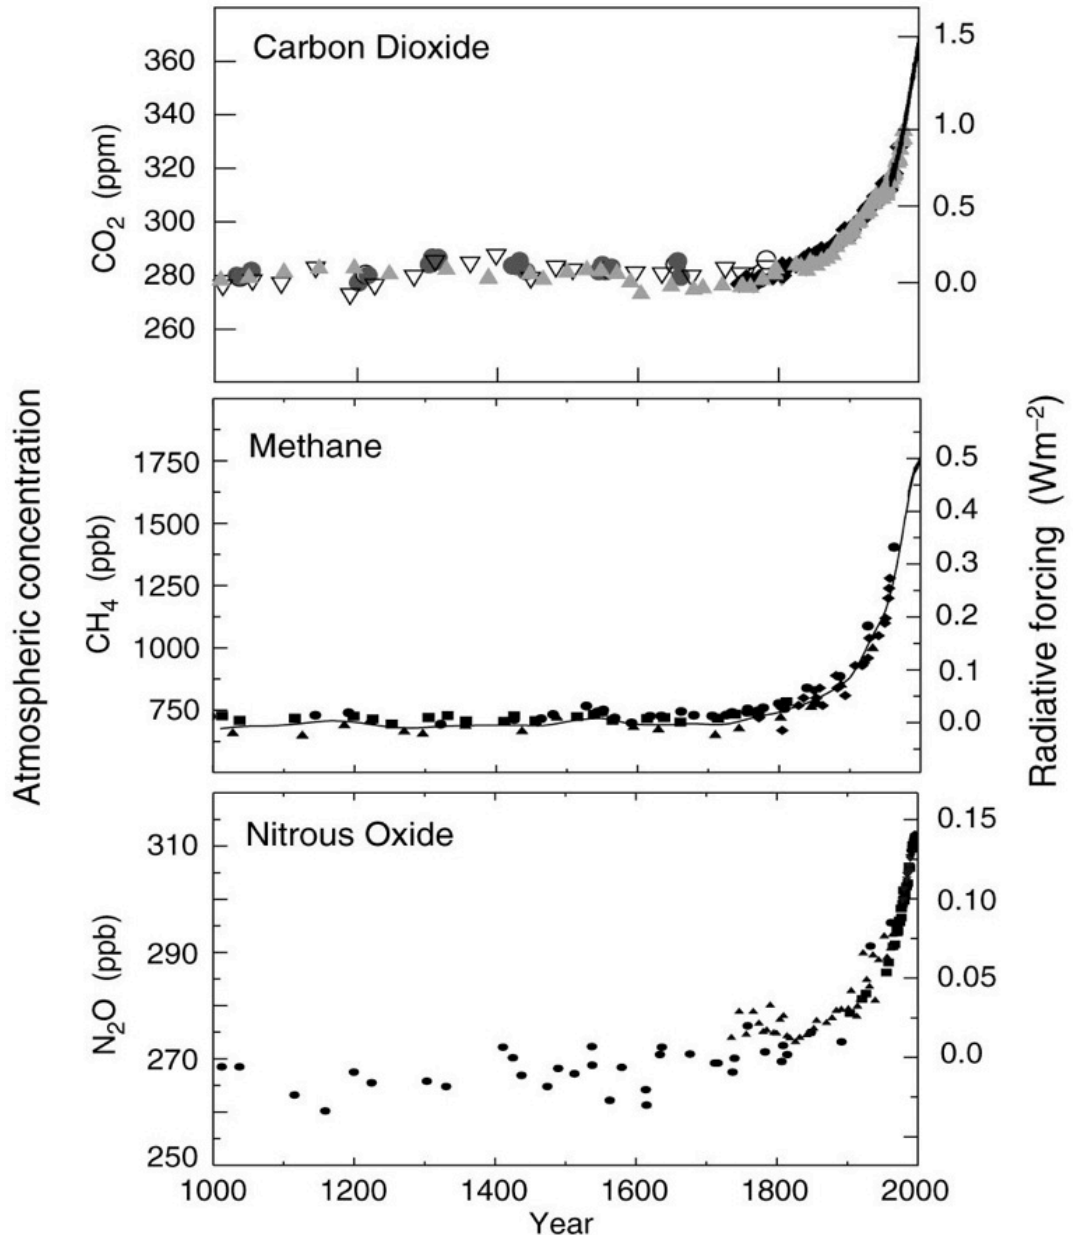 Carbon Dioxide
CO2 (ppm)
360
340
320
300
280
260
1.5
1.0
0.5
0.0
Methane
CH4 (ppb)
1750
1500
1250
1000
750
0.5
0.4
0.3
0.2
0.1
0.0
Atmospheric concentration
Radiative forcing (Wm−2)
Nitrous Oxide
N2O (ppb)
310
290
270
250
0.15
0.10
0.05
0.0
1000 1200 1400 1600 1800 2000
Year